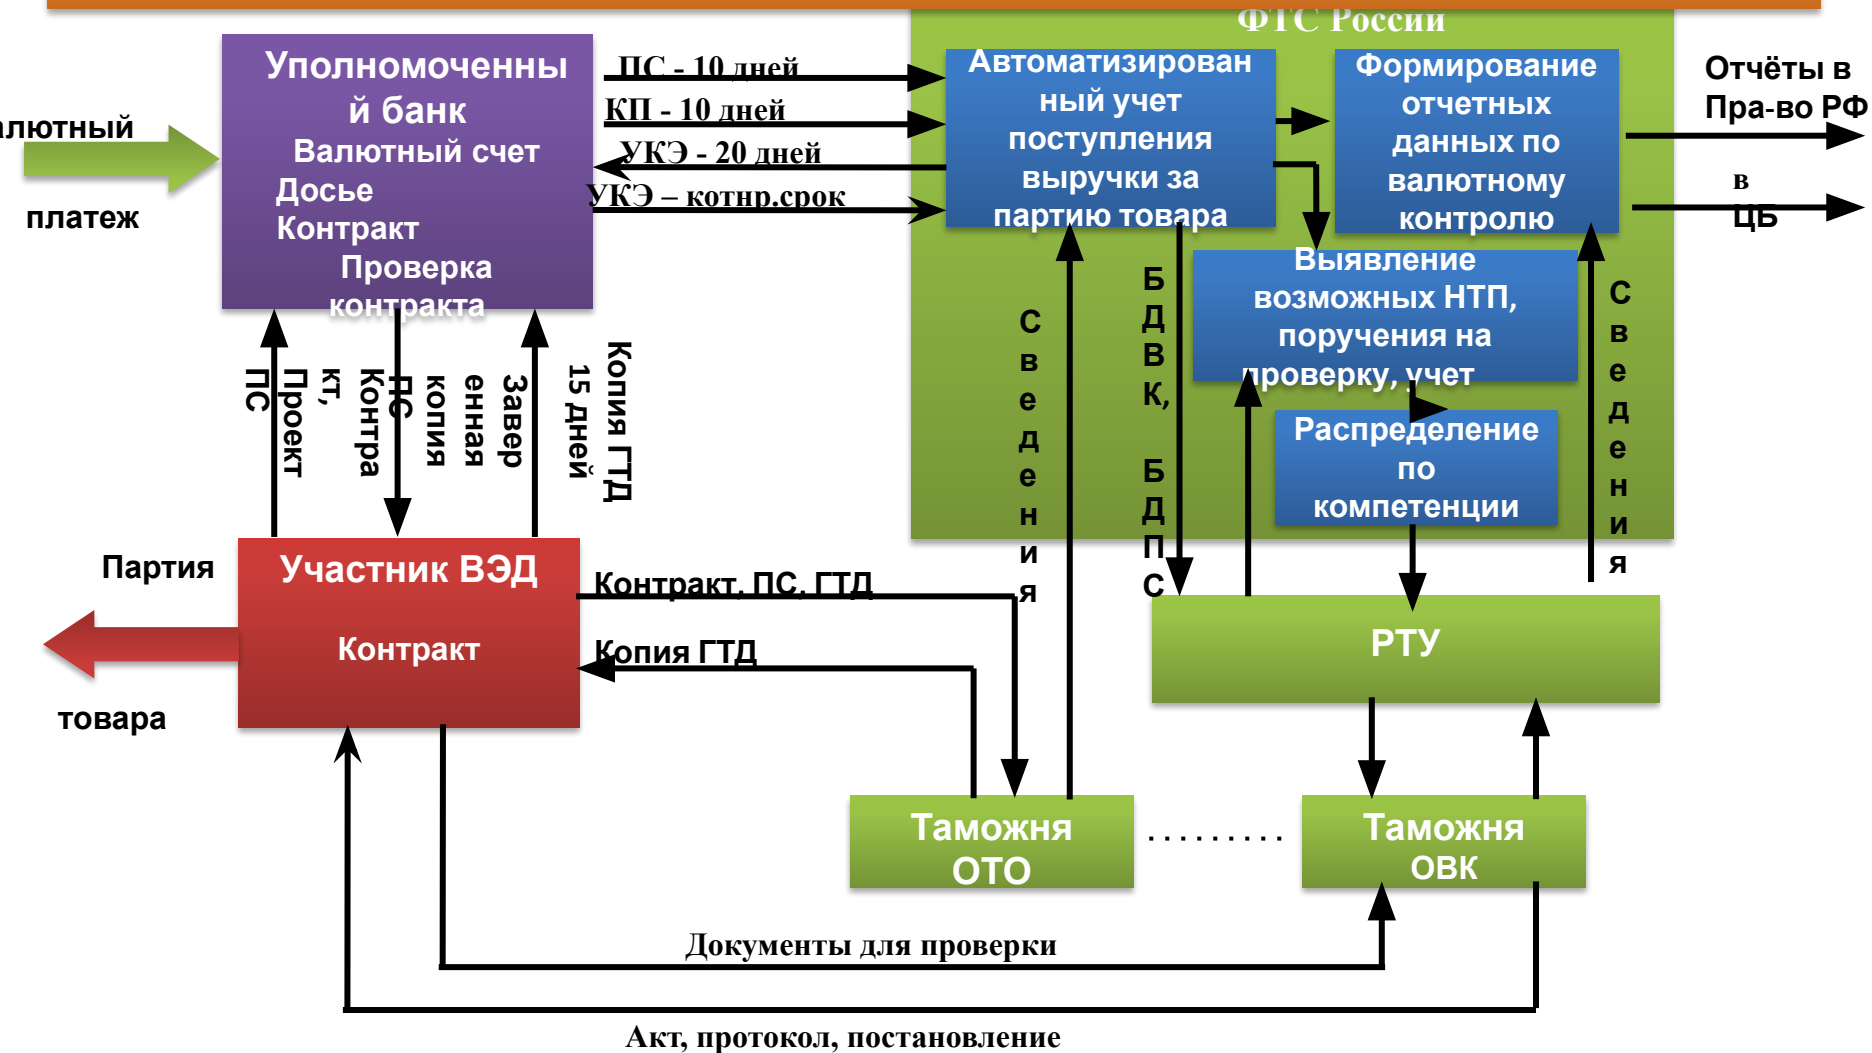 ФТС России
Уполномоченны
й банк
Валютный счет
Досье
Контракт
Проверка
контракта
алютный
платеж
ПС - 10 дней
КП - 10 дней
УКЭ - 20 дней
УКЭ – котнр.срок
Автоматизирован
ный учет
поступления
выручки за
партию товара
Формирование
отчетных
данных по
валютному
контролю
Отчёты в
Пра-во РФ
в
ЦБ
Выявление
возможных НТП,
поручения на
проверку, учет
Распределение
по
компетенции
Сведения
БДВК, БДПС
Сведения
ПС
Проект
кт,
Контра
ПС
копия
енная
Завер
15 дней
Копия ГТД
Партия
товара
Участник ВЭД
Контракт
Контракт, ПС, ГТД
Копия ГТД
РТУ
Таможня
ОТО
. . . . . . . . .
Таможня
ОВК
Документы для проверки
Акт, протокол, постановление